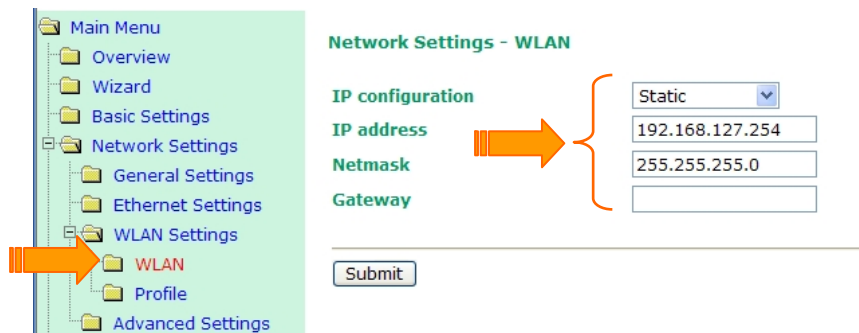 Main Menu
Overview
Wizard
Basic Settings
Network Settings
General Settings
Ethernet Settings
WLAN Settings
WLAN
Profile
Advanced Settings
Network Settings - WLAN
IP configuration Static
IP address 192.168.127.254
Netmask 255.255.255.0
Gateway
Submit